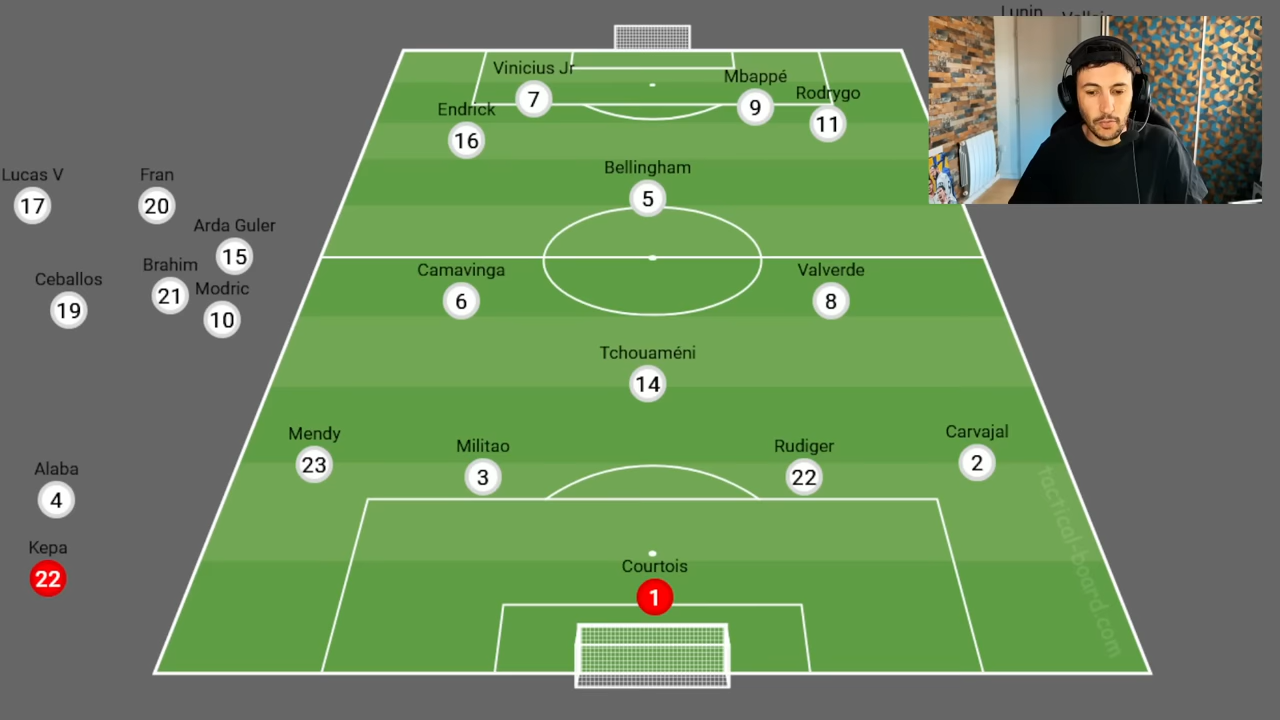 Lunin
Vinicius Jr
7
Mbappé
9
Rodrygo
11
Endrick
16
Bellingham
5
Lucas V
17
Fran
20
Arda Guler
15
Brahim
21
Ceballos
19
Modric
10
Camavinga
6
Valverde
8
Tchouaméni
14
Mendy
23
Militao
3
Rudiger
22
Carvajal
2
Alaba
4
Kepa
22
Courtois
1
tactical-board.com